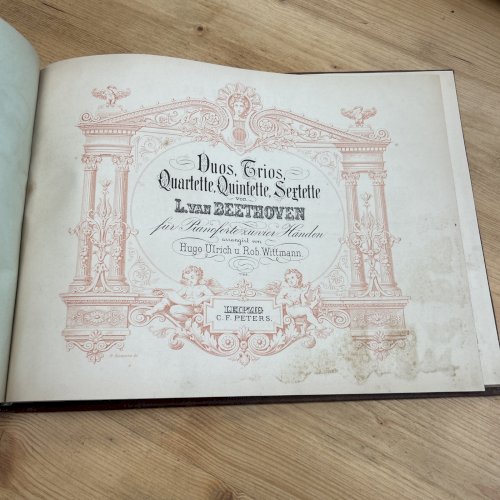 Duos, Trios,
Quartette, Quintette, Sextette
von
L. VAN BEETHOVEN
für Pianoforte zu vier Händen
arrangirt von
Hugo Ulrich u. Rob. Wittmann.
LEIPZIG
C. F. PETERS.